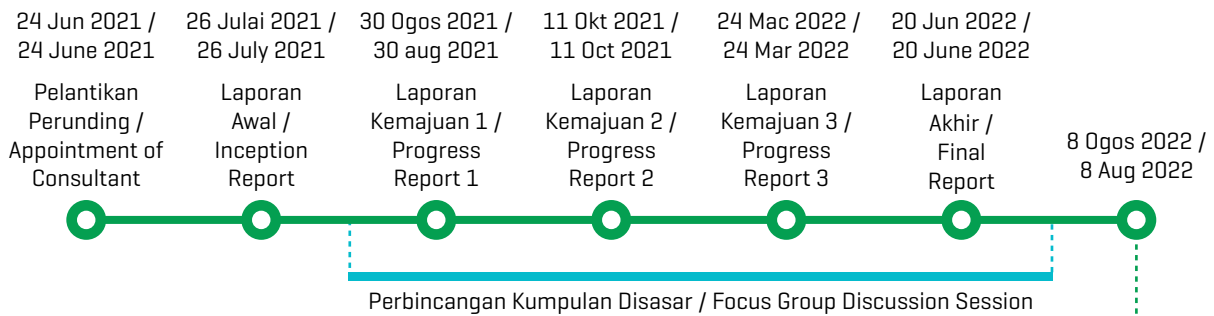 24 Jun 2021 /
24 June 2021
Pelantikan
Perunding /
Appointment of
Consultant
26 Julai 2021 /
26 July 2021
Laporan
Awal /
Inception
Report
30 Ogos 2021 /
30 aug 2021
Laporan
Kemajuan 1 /
Progress
Report 1
11 Okt 2021 /
11 Oct 2021
Laporan
Kemajuan 2 /
Progress
Report 2
24 Mac 2022 /
24 Mar 2022
Laporan
Kemajuan 3 /
Progress
Report 3
20 Jun 2022 /
20 June 2022
Laporan
Akhir /
Final
Report
8 Ogos 2022 /
8 Aug 2022
Perbincangan Kumpulan Disasar / Focus Group Discussion Session